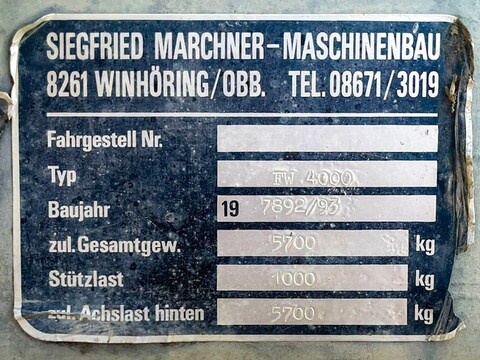 SIEGFRIED MARCHNER-MASCHINENBAU
8261 WINHÖRING/OBB. TEL.08671/3019
Fahrgestell Nr.
Typ FW 4000
Baujahr 19 7892/93
zul. Gesamtgew. 5700 kg
Stützlast 1000 kg
zul. Achslast hinten 5700 kg